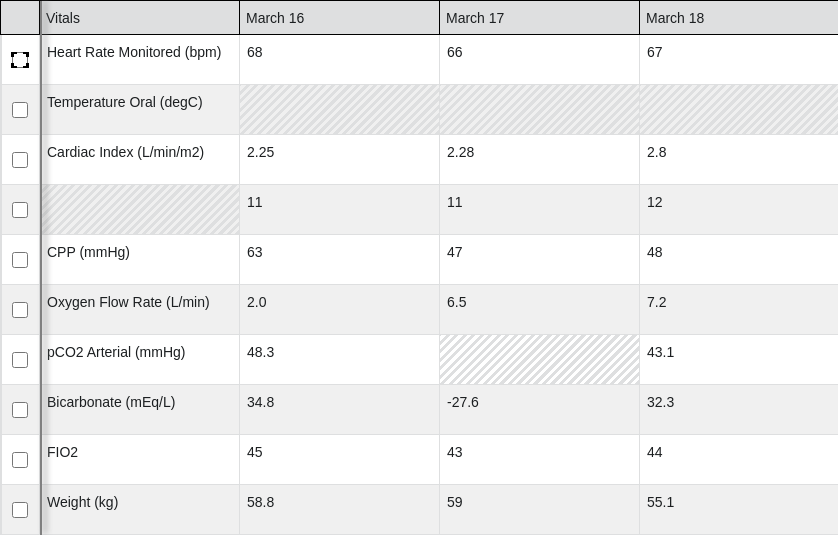 Vitals March 16 March 17 March 18
Heart Rate Monitored (bpm) 68 66 67
Temperature Oral (degC)
Cardiac Index (L/min/m2) 2.25 2.28 2.8
11 11 12
CPP (mmHg) 63 47 48
Oxygen Flow Rate (L/min) 2.0 6.5 7.2
pCO2 Arterial (mmHg) 48.3 43.1
Bicarbonate (mEq/L) 34.8 -27.6 32.3
FIO2 45 43 44
Weight (kg) 58.8 59 55.1